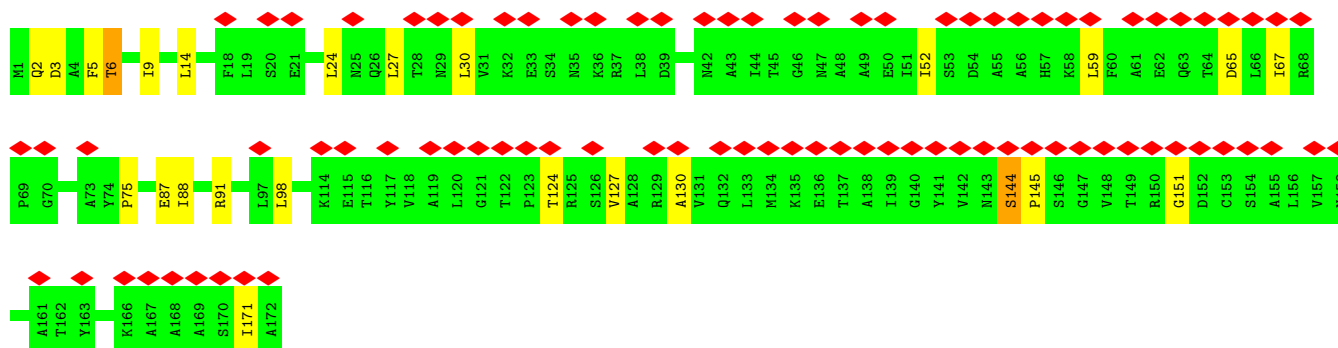 M1 Q2 D3 A4 F5 T6 I9 L14 F18 L19 S20 E21 L24 N25 Q26 L27 T28 N29 L30 V31 K32 E33 S34 N35 K36 R37 L38 D39 N42 A43 I44 T45 G46 N47 A48 A49 E50 I51 I52 S53 D54 A55 A56 H57 K58 L59 F60 A61 E62 Q63 T64 D65 L66 I67 R68
P69 G70 A73 Y74 P75 E87 I88 R91 L97 L98 K114 E115 T116 Y117 V118 A119 L120 G121 T122 P123 T124 R125 S126 V127 A128 R129 A130 V131 Q132 L133 M134 K135 E136 T137 A138 I139 G140 Y141 V142 N143 S144 P145 S146 G147 V148 T149 R150 G151 D152 C153 S154 A155 L156 V157
A161 T162 Y163 K166 A167 A168 A169 S170 I171 A172